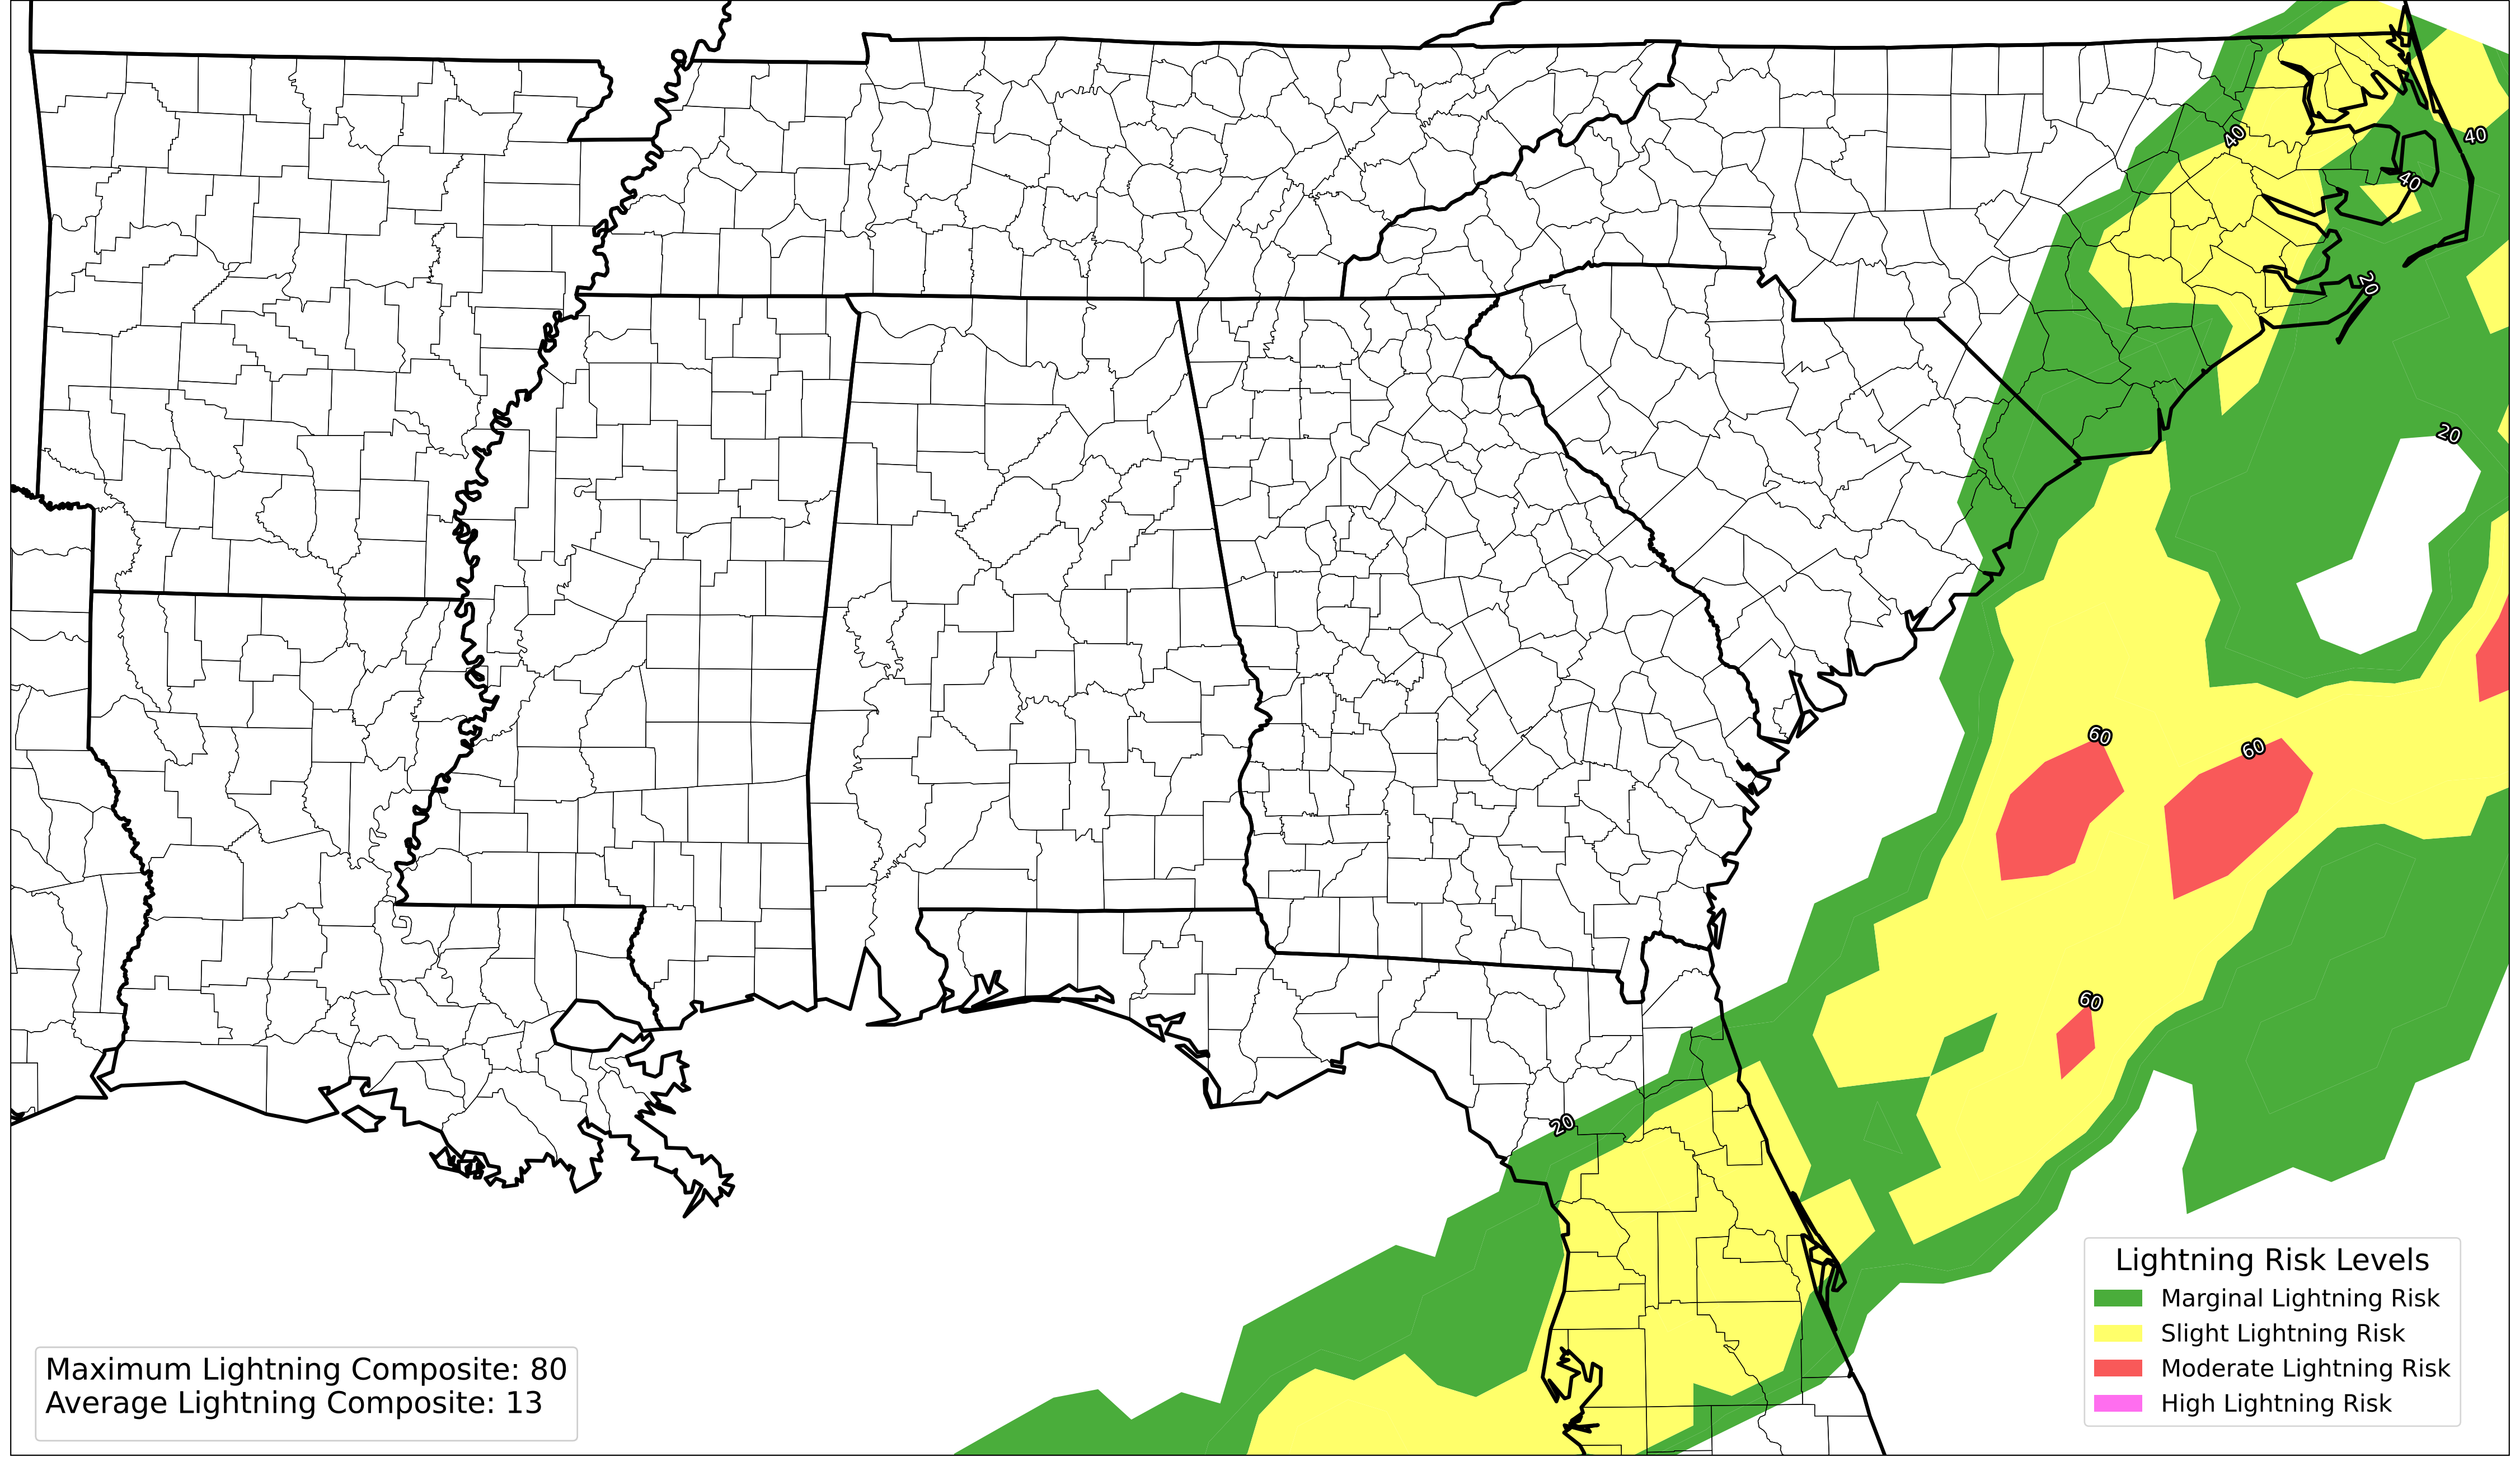 40
40
40
20
20
60
60
60
20
Lightning Risk Levels
Marginal Lightning Risk
Slight Lightning Risk
Moderate Lightning Risk
High Lightning Risk
Maximum Lightning Composite: 80
Average Lightning Composite: 13